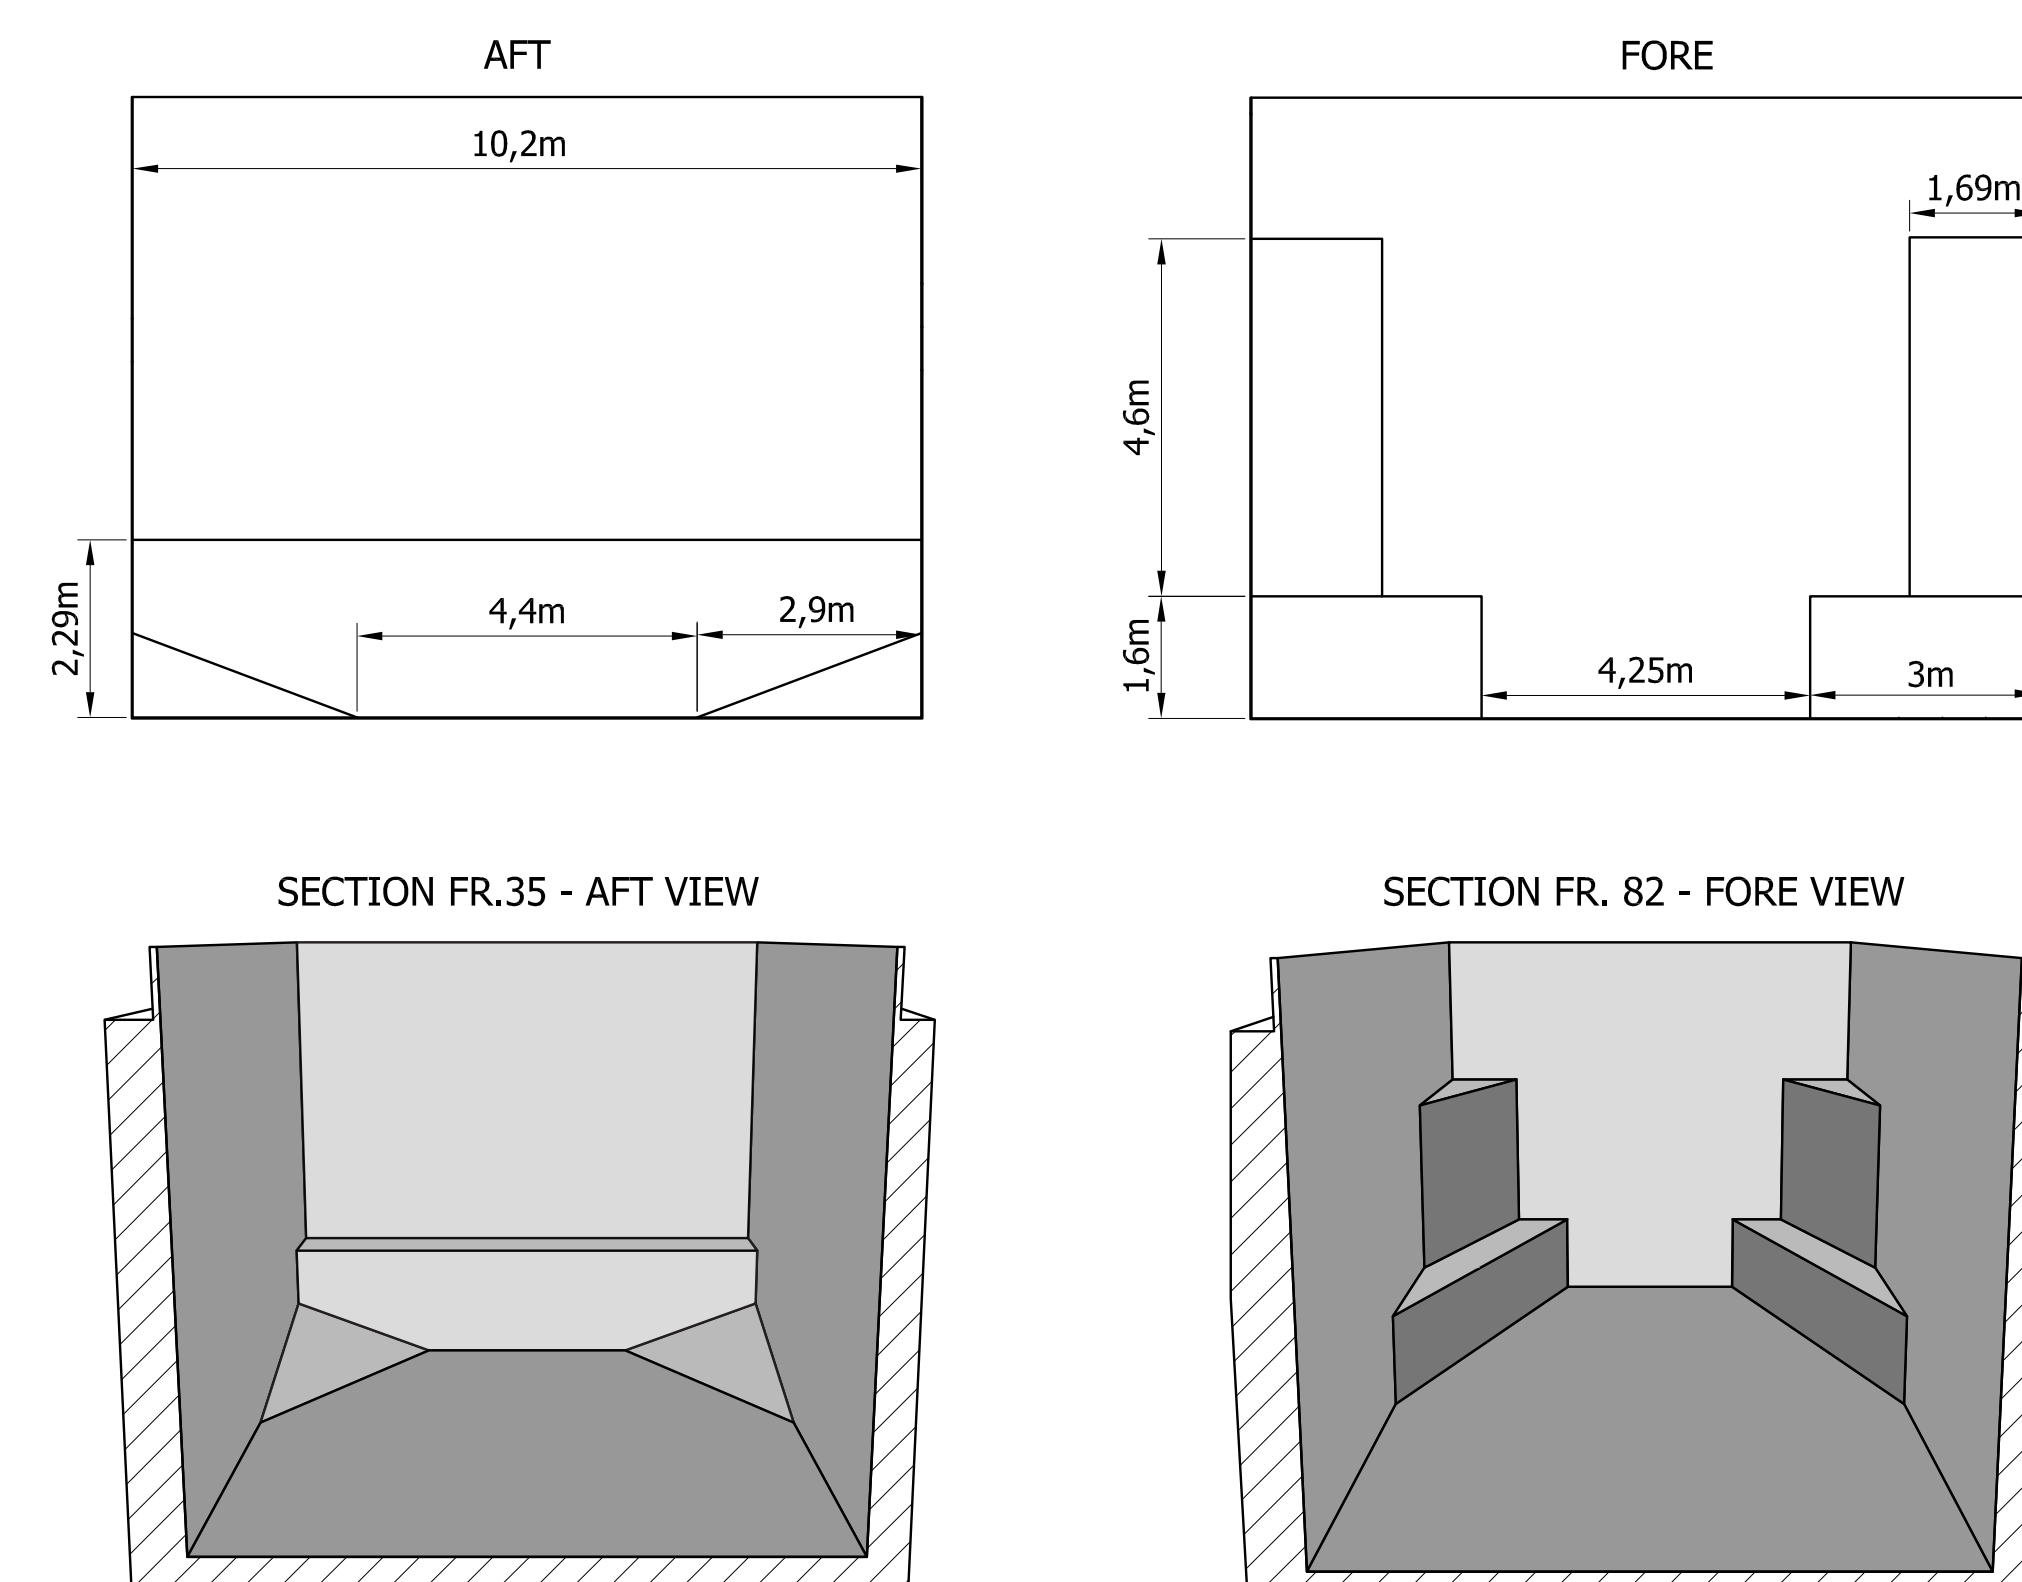 AFT
FORE
10,2m
1,69m
4,6m
2,29m
4,4m
2,9m
1,6m
4,25m
3m
SECTION FR.35 - AFT VIEW
SECTION FR. 82 - FORE VIEW